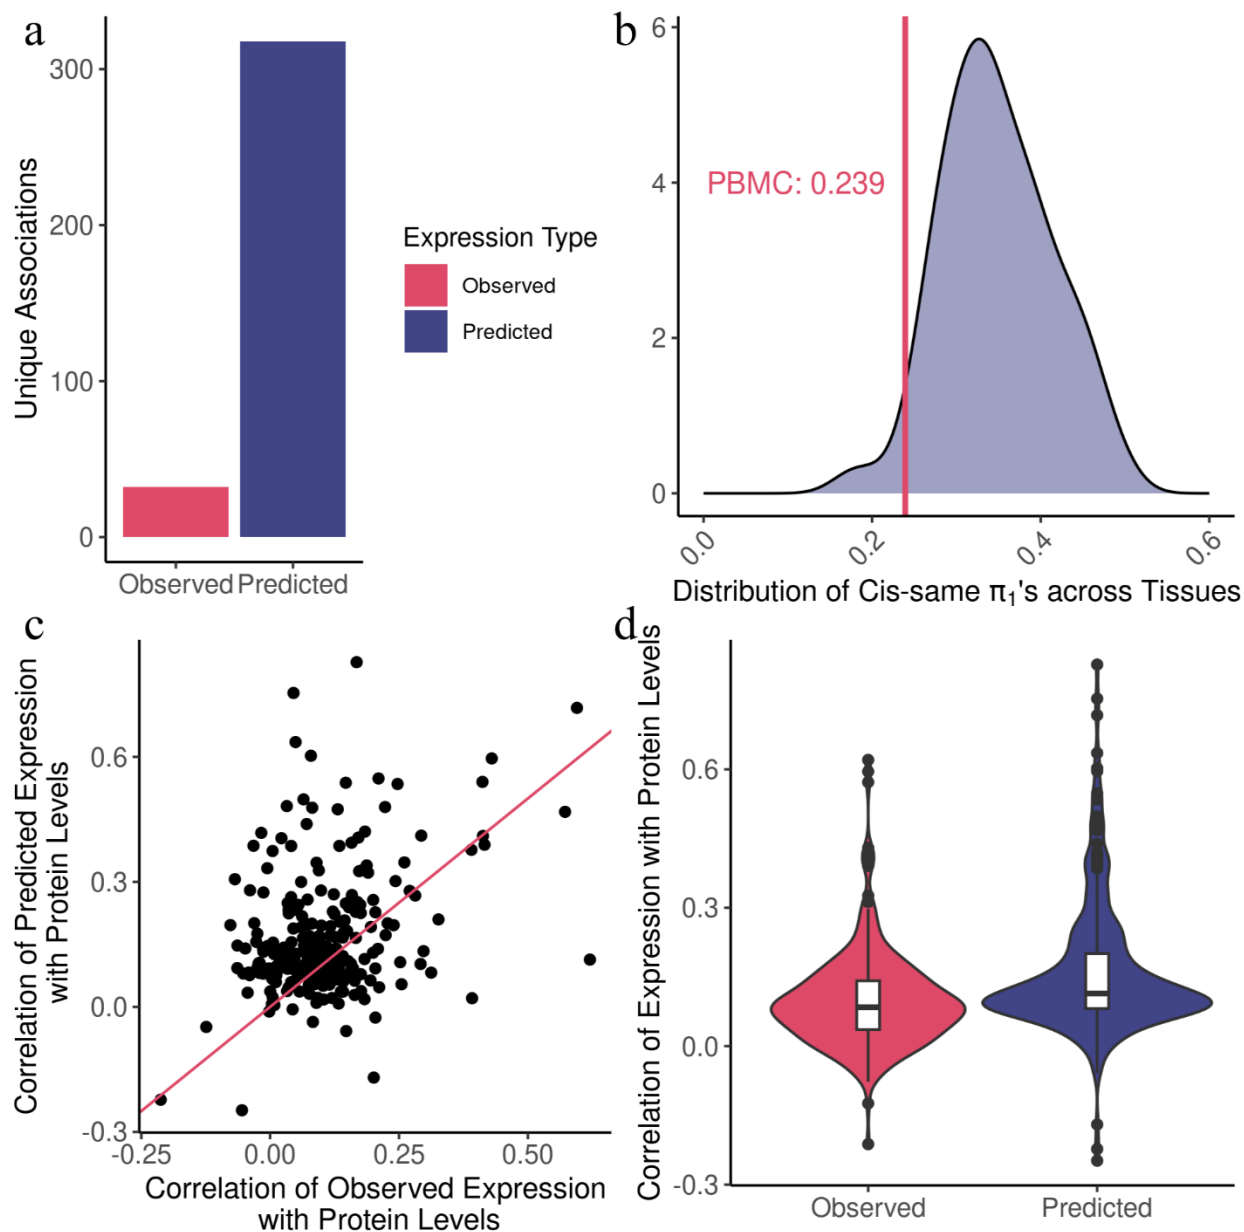 a
300
200
100
0
Unique Associations
Observed
Predicted
Expression Type
Observed
Predicted
b
6
4
2
0
PBMC: 0.239
0.0
0.2
0.4
0.6
Distribution of Cis-same π₁'s across Tissues
c
0.6
0.3
0.0
-0.3
Correlation of Predicted Expression
with Protein Levels
-0.25
0.00
0.25
0.50
Correlation of Observed Expression
with Protein Levels
d
0.6
0.3
0.0
-0.3
Correlation of Expression with Protein Levels
Observed
Predicted